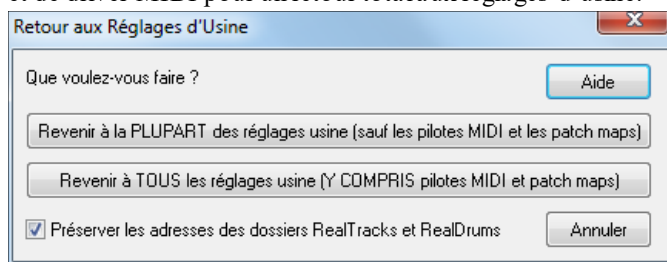 Retour aux Réglages d'Usine
Que voulez-vous faire ?
Aide
Revenir à la PLUPART des réglages usine (sauf les pilotes MIDI et les patch maps)
Revenir à TOUS les réglages usine (Y COMPRIS pilotes MIDI et patch maps)
Préserver les adresses des dossiers RealTracks et RealDrums
Annuler